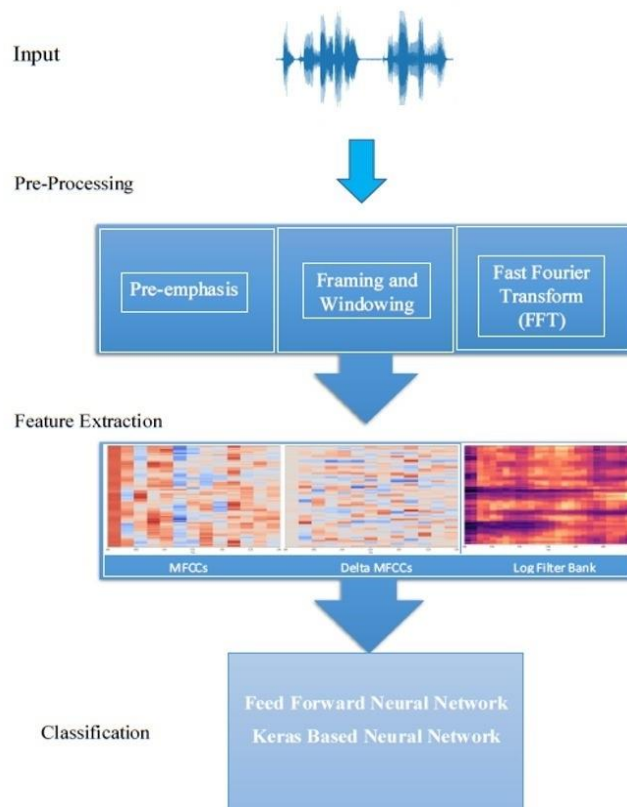 Input
Pre-Processing
Pre-emphasis
Framing and
Windowing
Fast Fourier
Transform
(FFT)
Feature Extraction
MFCCs
Delta MFCCs
Log Filter Bank
Classification
Feed Forward Neural Network
Keras Based Neural Network